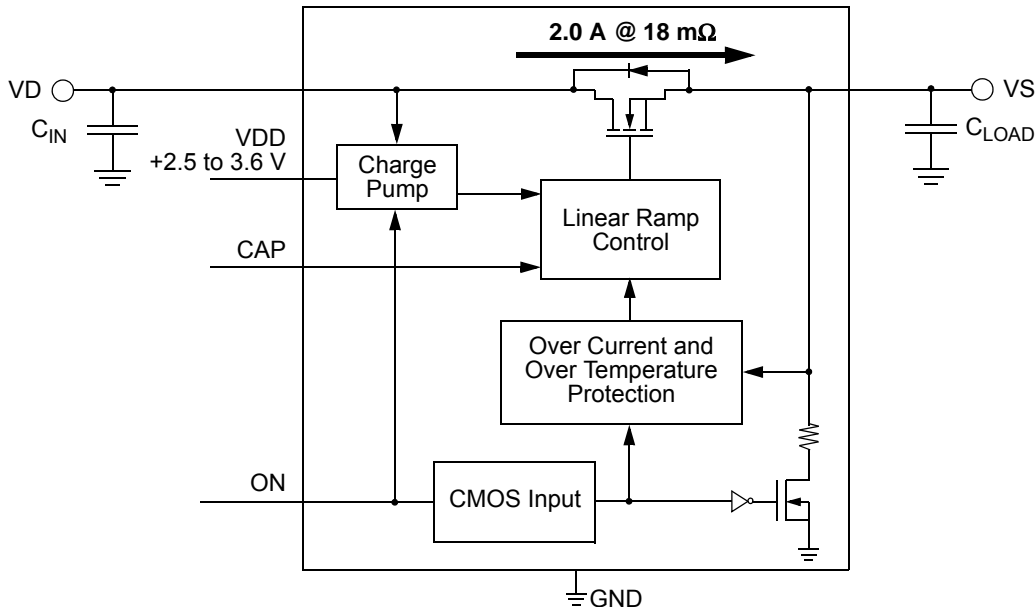 2.0 A @ 18 mΩ
VD
VS
C_IN
C_LOAD
VDD
+2.5 to 3.6 V
Charge
Pump
Linear Ramp
Control
CAP
Over Current and
Over Temperature
Protection
ON
CMOS Input
GND